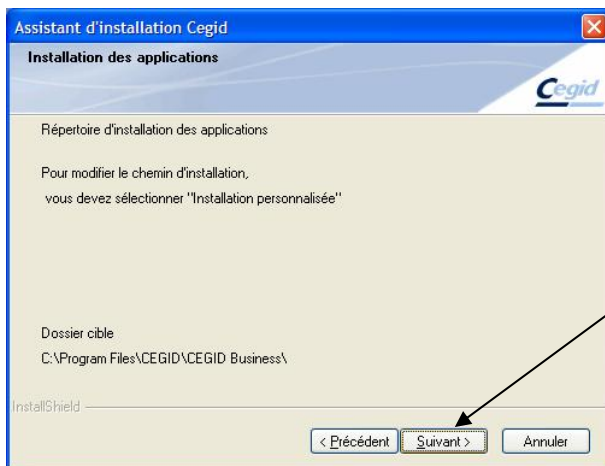 Assistant d'installation Cegid
Installation des applications
Cegid
Répertoire d'installation des applications
Pour modifier le chemin d'installation,
vous devez sélectionner "Installation personnalisée"
Dossier cible
C:\Program Files\CEGID\CEGID Business\
InstallShield
< Précédent Suivant > Annuler